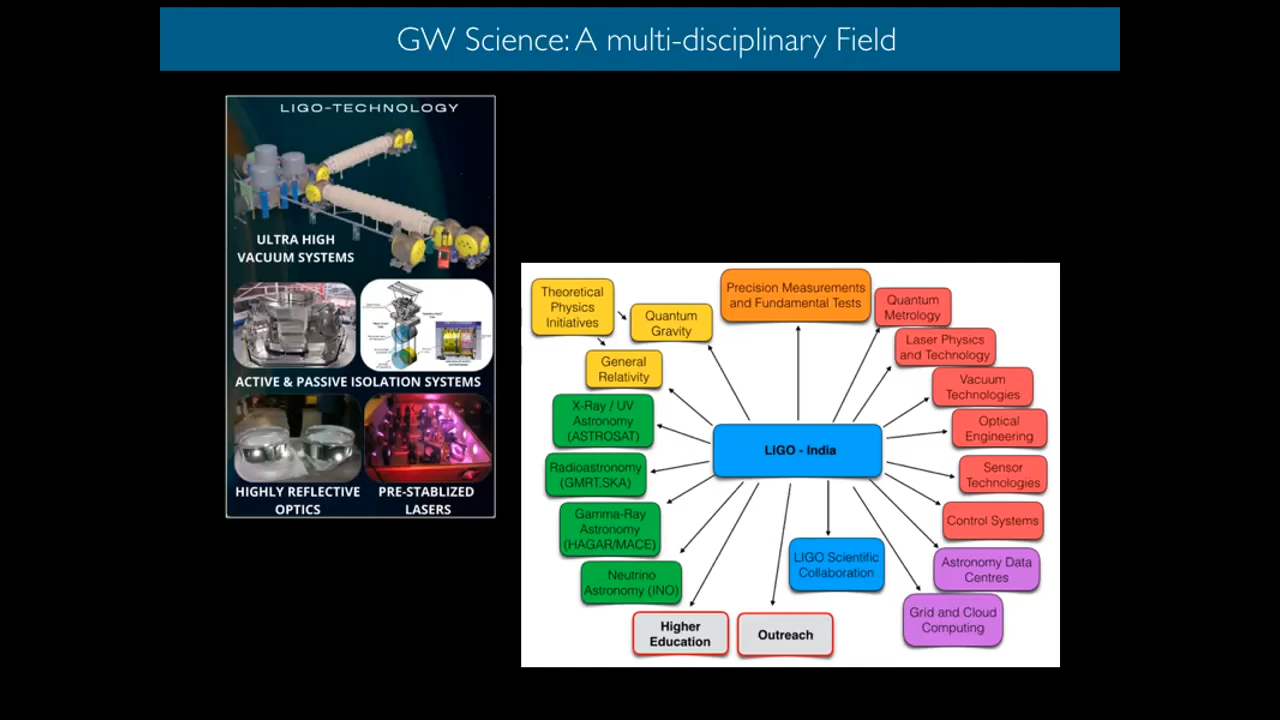 GW Science: A multi-disciplinary Field
LIGO-TECHNOLOGY
ULTRA HIGH
VACUUM SYSTEMS
ACTIVE & PASSIVE ISOLATION SYSTEMS
HIGHLY REFLECTIVE
OPTICS
PRE-STABLIZED
LASERS
Theoretical
Physics
Initiatives
Quantum
Gravity
General
Relativity
Precision Measurements
and Fundamental Tests
Quantum
Metrology
Laser Physics
and Technology
Vacuum
Technologies
Optical
Engineering
Sensor
Technologies
Control Systems
Astronomy Data
Centres
Grid and Cloud
Computing
LIGO - India
LIGO Scientific
Collaboration
X-Ray / UV
Astronomy
(ASTROSAT)
Radioastronomy
(GMRT,SKA)
Gamma-Ray
Astronomy
(HAGAR/MACE)
Neutrino
Astronomy (INO)
Higher
Education
Outreach